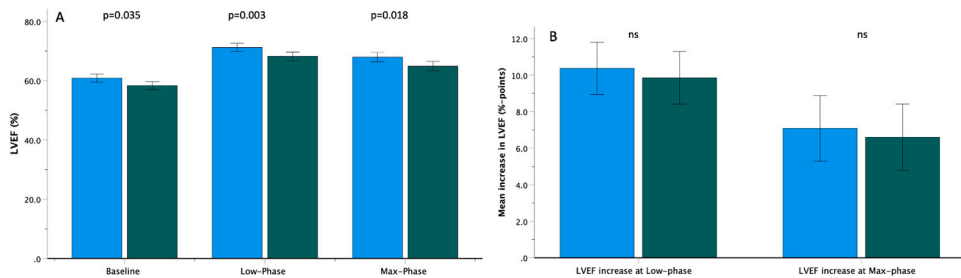 A
p=0.035 p=0.003 p=0.018
80.0
60.0
40.0
20.0
.0
LVEF (%)
Baseline Low-Phase Max-Phase
B
ns ns
12.0
10.0
8.0
6.0
4.0
2.0
.0
Mean increase in LVEF (%-points)
LVEF increase at Low-phase LVEF increase at Max-phase